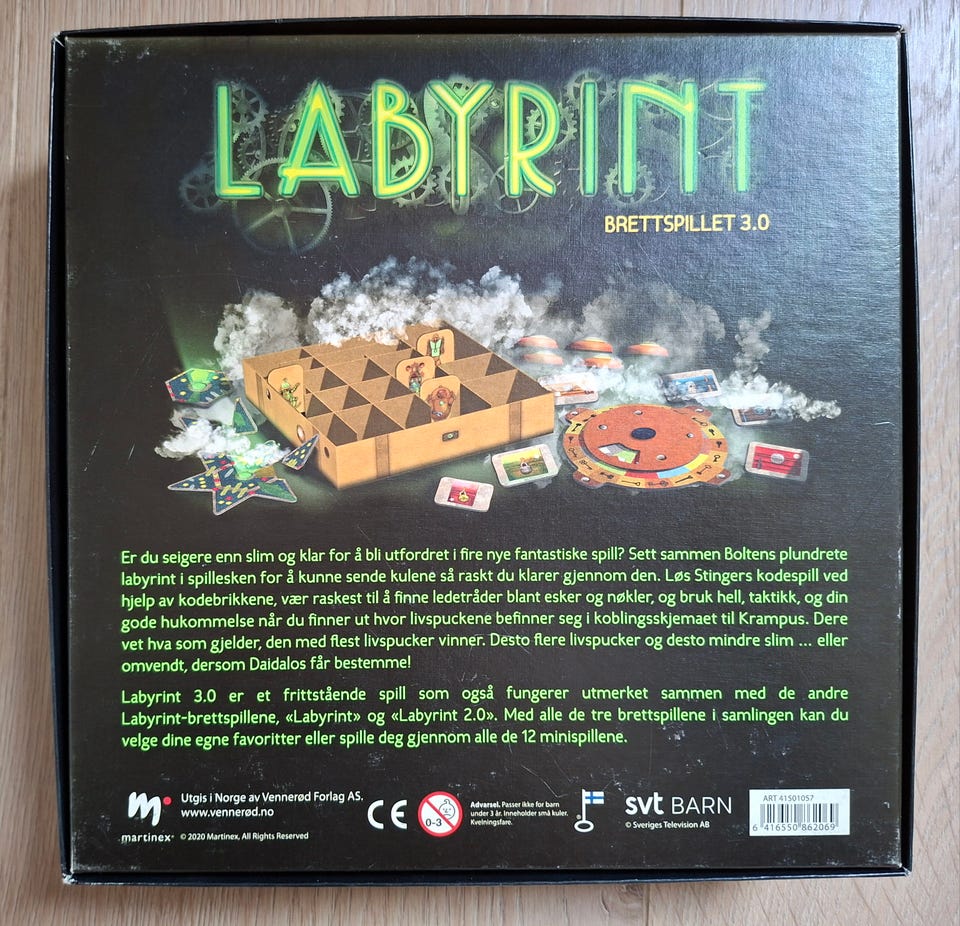 LABYRINT
BRETTSPILLET 3.0
Er du seigere enn slim og klar for å bli utfordret i fire nye fantastiske spill? Sett sammen Boltens plundrete
labyrint i spillesken for å kunne sende kulene så raskt du klarer gjennom den. Løs Stingers kodespill ved
hjelp av kodebrikkene, vær raskest til å finne ledetråder blant esker og nøkler, og bruk hell, taktikk, og din
gode hukommelse når du finner ut hvor livspuckene befinner seg i koblingsskjemaet til Krampus. Dere
vet hva som gjelder, den med flest livspucker vinner. Desto flere livspucker og desto mindre slim ... eller
omvendt, dersom Daidalos får bestemme!
Labyrint 3.0 er et frittstående spill som også fungerer utmerket sammen med de andre
Labyrint-brettspillene, «Labyrint» og «Labyrint 2.0». Med alle de tre brettspillene i samlingen kan du
velge dine egne favoritter eller spille deg gjennom alle de 12 minispillene.
m
martinex®
Utgis i Norge av Vennerød Forlag AS.
www.vennerød.no
© 2020 Martinex, All Rights Reserved
CE
0-3
Advarsel. Passer ikke for barn
under 3 år. Inneholder små kuler.
Kvelningsfare.
svt BARN
© Sveriges Television AB
ART 41501057
6 416550 862069